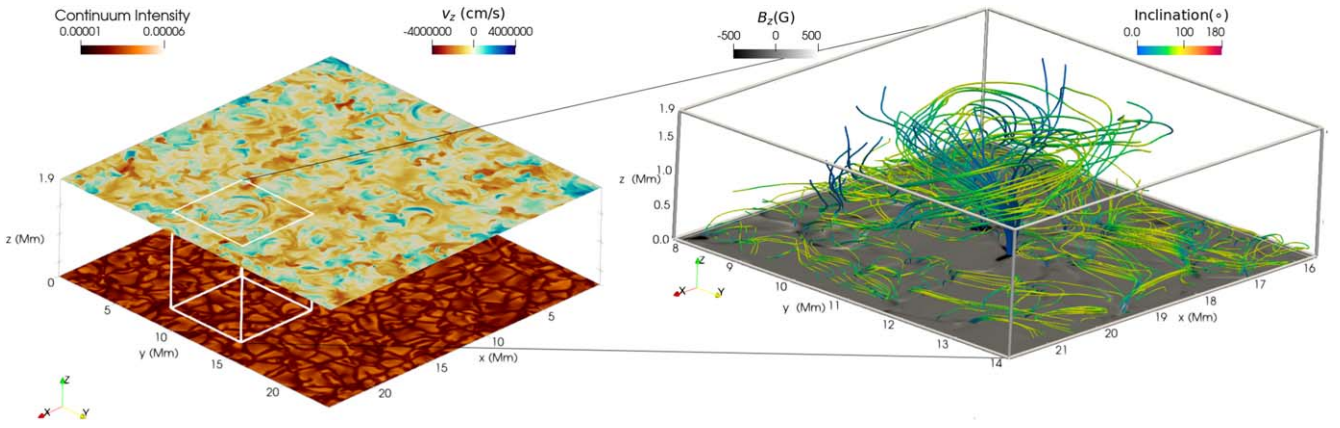 Continuum Intensity
0.00001 0.00006
v_z (cm/s)
-4000000 0 4000000
1.9
z (Mm)
0
5
10
y (Mm)
15
20
5
10
x (Mm)
15
20
Z
X Y
B_z(G)
-500 0 500
Inclination(∘)
0.0 100 180
1.9
1.5
z (Mm) 1.0
0.5
0.0
8
9
10
y (Mm) 11
12
13
14
16
17
18
19 x (Mm)
20
21
Z
X Y